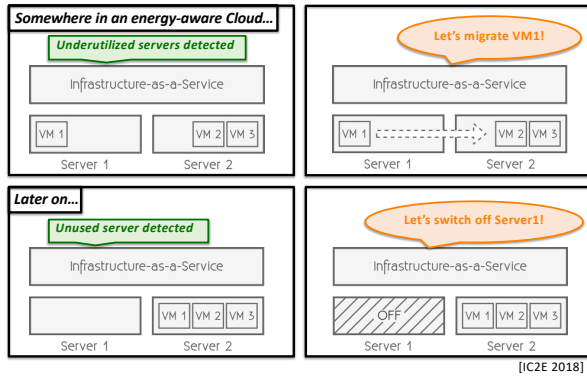 Somewhere in an energy-aware Cloud…
Underutilized servers detected
Infrastructure-as-a-Service
VM 1
VM 2 VM 3
Server 1 Server 2
Let's migrate VM1!
Infrastructure-as-a-Service
VM 1
VM 2 VM 3
Server 1 Server 2
Later on…
Unused server detected
Infrastructure-as-a-Service
VM 1 VM 2 VM 3
Server 1 Server 2
Let's switch off Server1!
Infrastructure-as-a-Service
OFF
VM 1 VM 2 VM 3
Server 1 Server 2
[IC2E 2018]